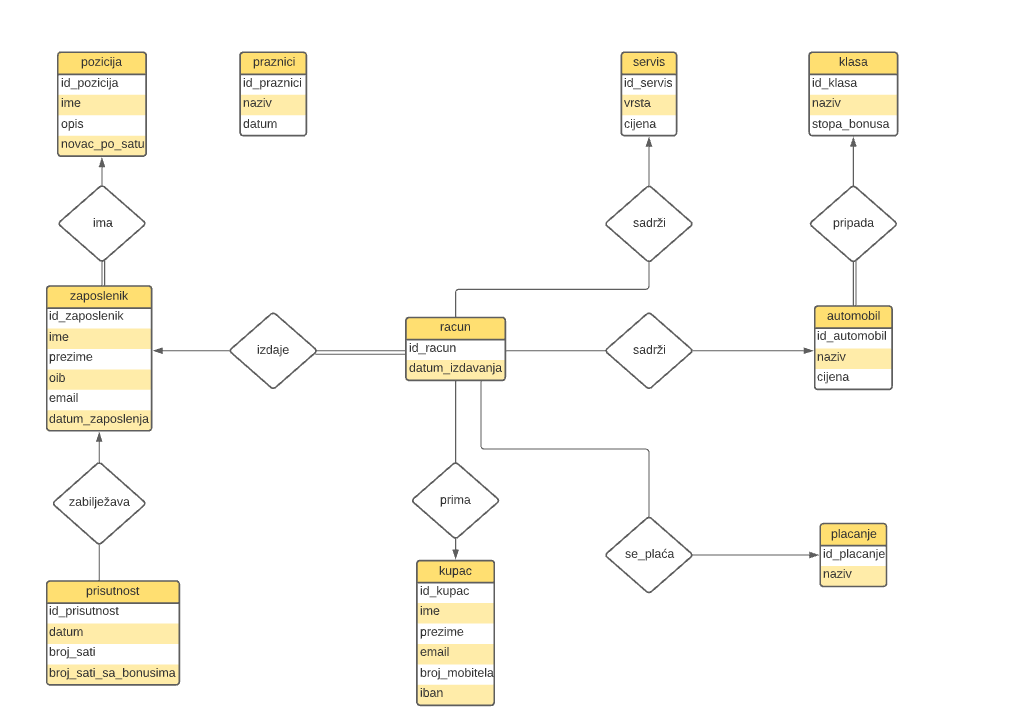 pozicija
id_pozicija
ime
opis
novac_po_satu
praznici
id_praznici
naziv
datum
servis
id_servis
vrsta
cijena
klasa
id_klasa
naziv
stopa_bonusa
ima
sadrži
pripada
zaposlenik
id_zaposlenik
ime
prezime
oib
email
datum_zaposlenja
izdaje
racun
id_racun
datum_izdavanja
sadrži
automobil
id_automobil
naziv
cijena
zabilježava
prima
se_plaća
placanje
id_placanje
naziv
prisutnost
id_prisutnost
datum
broj_sati
broj_sati_sa_bonusima
kupac
id_kupac
ime
prezime
email
broj_mobitela
iban